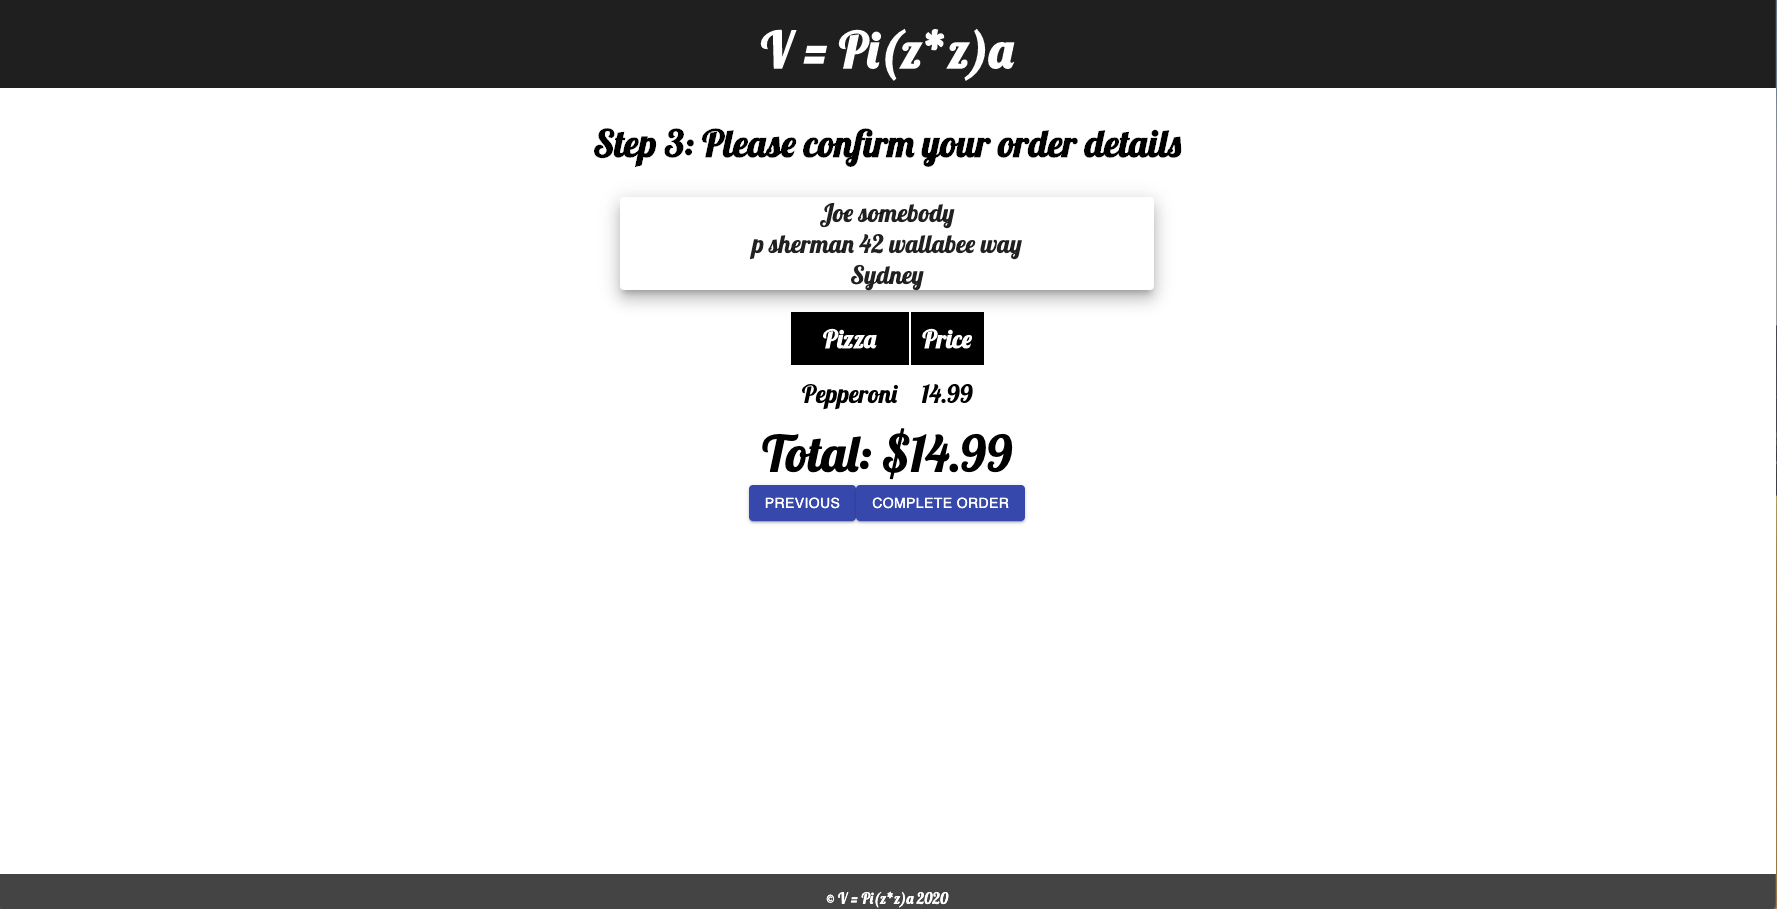 V = Pi(z*z)a
Step 3: Please confirm your order details
Joe somebody
p sherman 42 wallabee way
Sydney
Pizza Price
Pepperoni 14.99
Total: $14.99
PREVIOUS COMPLETE ORDER
© V = Pi(z*z)a 2020